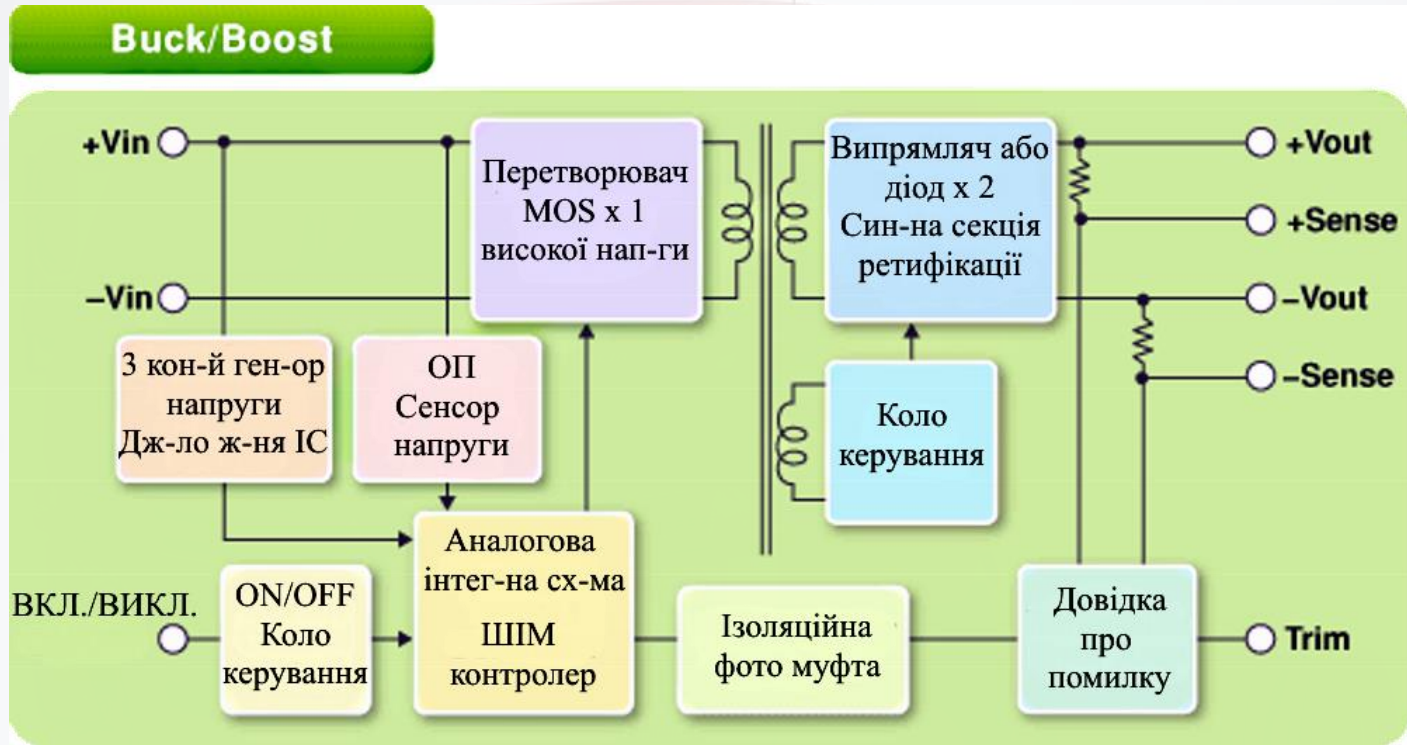 Buck/Boost
+Vin
−Vin
Перетворювач
MOS x 1
високої нап-ги
Випрямляч або
діод x 2
Син-на секція
ретифікації
+Vout
+Sense
−Vout
−Sense
3 кон-й ген-ор
напруги
Дж-ло ж-ня ІС
ОП
Сенсор
напруги
Коло
керування
ВКЛ./ВИКЛ.
ON/OFF
Коло
керування
Аналогова
інтег-на сх-ма
ШІМ
контролер
Ізоляційна
фото муфта
Довідка
про
помилку
Trim